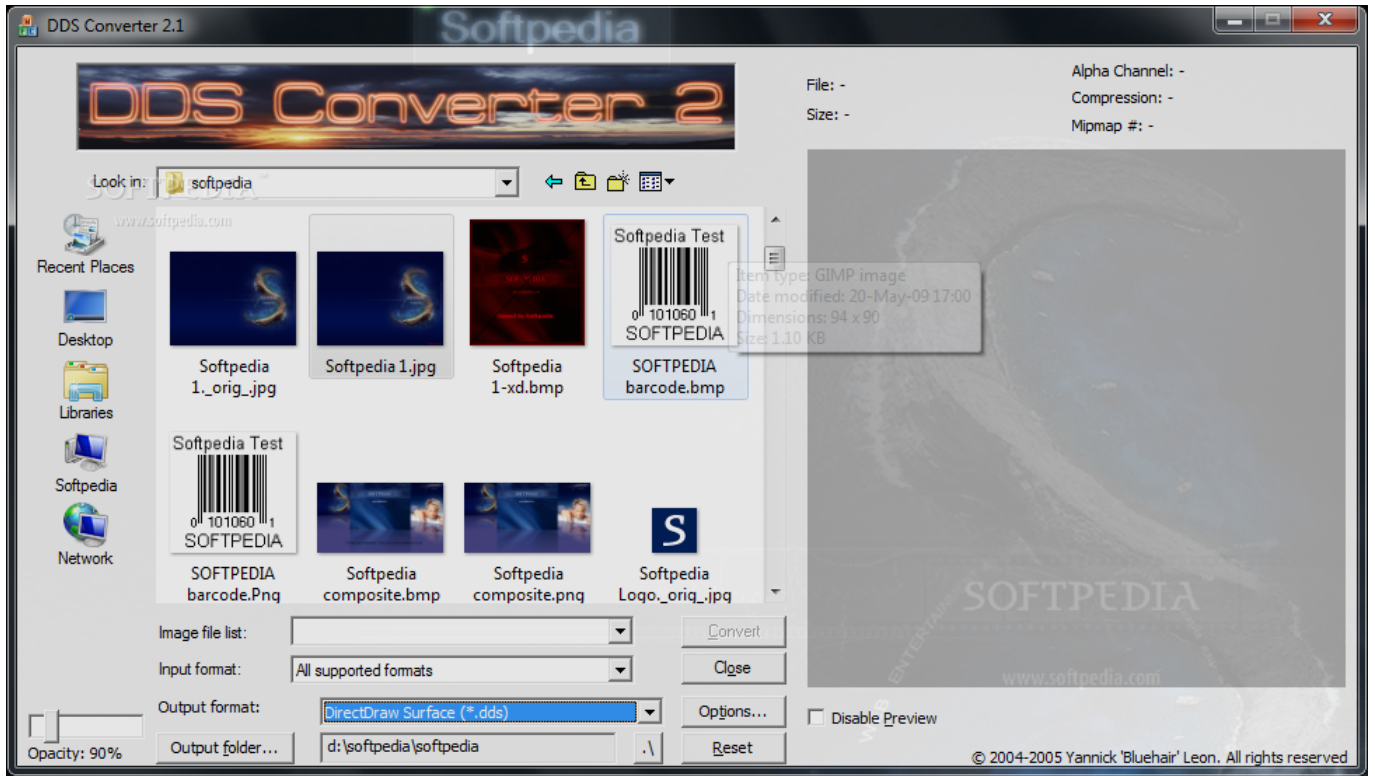 DDS Converter 2.1
Softpedia
DDS Converter 2
File: -
Size: -
Alpha Channel: -
Compression: -
Mipmap #: -
Look in:
softpedia
SOFTPEDIA
www.softpedia.com
Recent Places
Desktop
Libraries
Softpedia
Network
Softpedia
1._orig_.jpg
Softpedia 1.jpg
Softpedia
1-xd.bmp
Softpedia Test
0 101060 1
SOFTPEDIA
SOFTPEDIA
barcode.bmp
Item type: GIMP image
Date modified: 20-May-09 17:00
Dimensions: 94 x 90
Size: 1.10 KB
Softpedia Test
0 101060 1
SOFTPEDIA
SOFTPEDIA
barcode.Png
Softpedia
composite.bmp
Softpedia
composite.png
S
Softpedia
Logo._orig_.jpg
Image file list:
Convert
Input format:
All supported formats
Close
Output format:
DirectDraw Surface (*.dds)
Options...
Output folder...
d:\softpedia\softpedia
.\
Reset
Opacity: 90%
SOFTPEDIA
www.softpedia.com
Disable Preview
© 2004-2005 Yannick 'Bluehair' Leon. All rights reserved